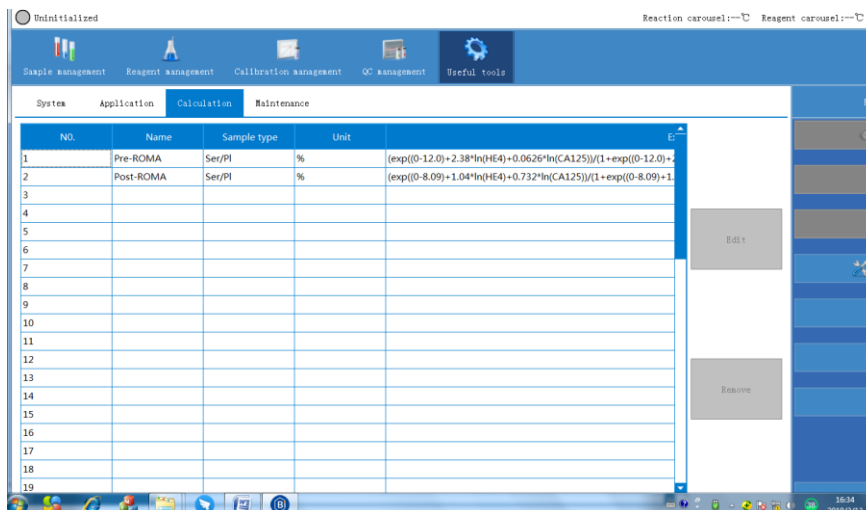 Uninitialized Reaction carousel:--℃ Reagent carousel:--℃
Sample management Reagent management Calibration management QC management Useful tools
System Application Calculation Maintenance
NO. Name Sample type Unit
1 Pre-ROMA Ser/Pl % (exp((0-12.0)+2.38*ln(HE4)+0.0626*ln(CA125))/(1+exp((0-12.0)+
2 Post-ROMA Ser/Pl % (exp((0-8.09)+1.04*ln(HE4)+0.732*ln(CA125))/(1+exp((0-8.09)+1.
3
4
5
Edit
6
7
8
9
10
11
12
13
14
Remove
15
16
17
18
19
16:34